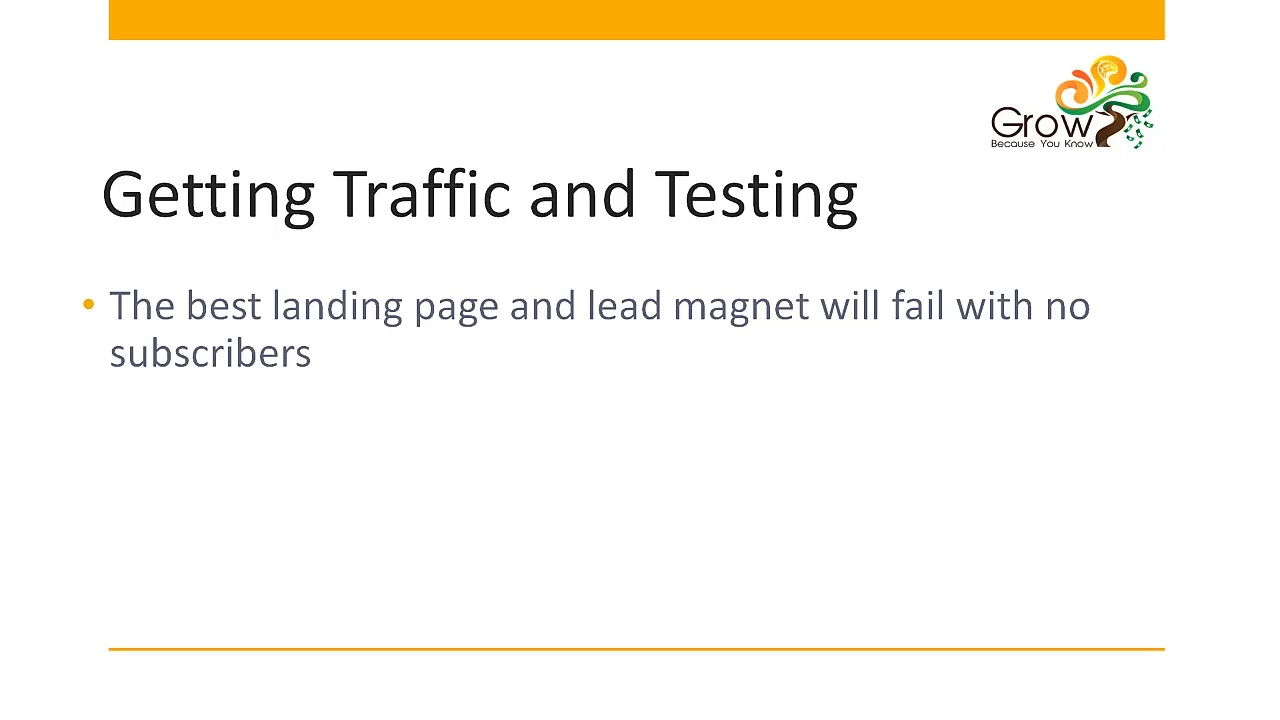 Grow
Because You Know
Getting Traffic and Testing
• The best landing page and lead magnet will fail with no
subscribers